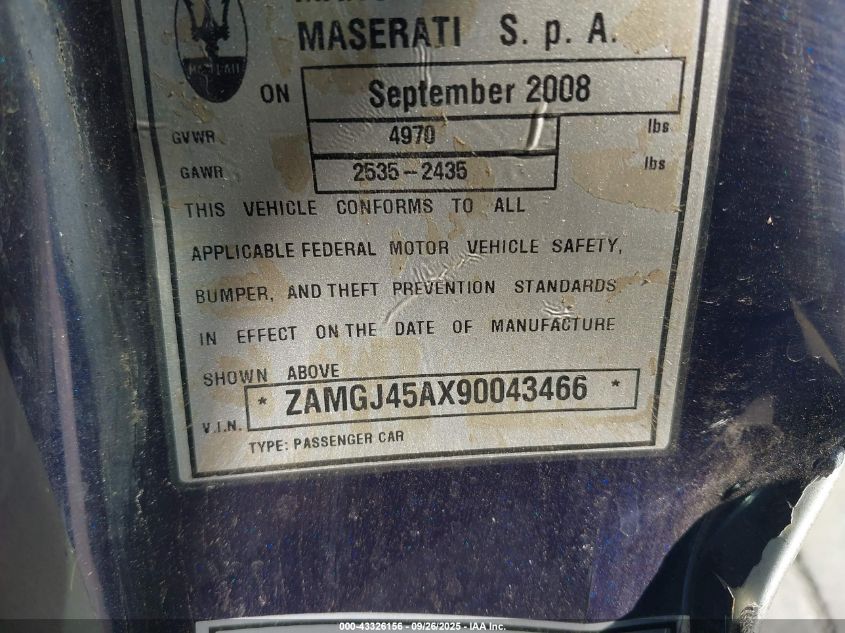 MASERATI S. p. A.
ON September 2008
GVWR 4970 lbs
GAWR 2535-2435 lbs
THIS VEHICLE CONFORMS TO ALL
APPLICABLE FEDERAL MOTOR VEHICLE SAFETY,
BUMPER, AND THEFT PREVENTION STANDARDS
IN EFFECT ON THE DATE OF MANUFACTURE
SHOWN ABOVE
V.I.N. * ZAMGJ45AX90043466 *
TYPE: PASSENGER CAR
000-43326156 - 09/26/2025 - IAA Inc.